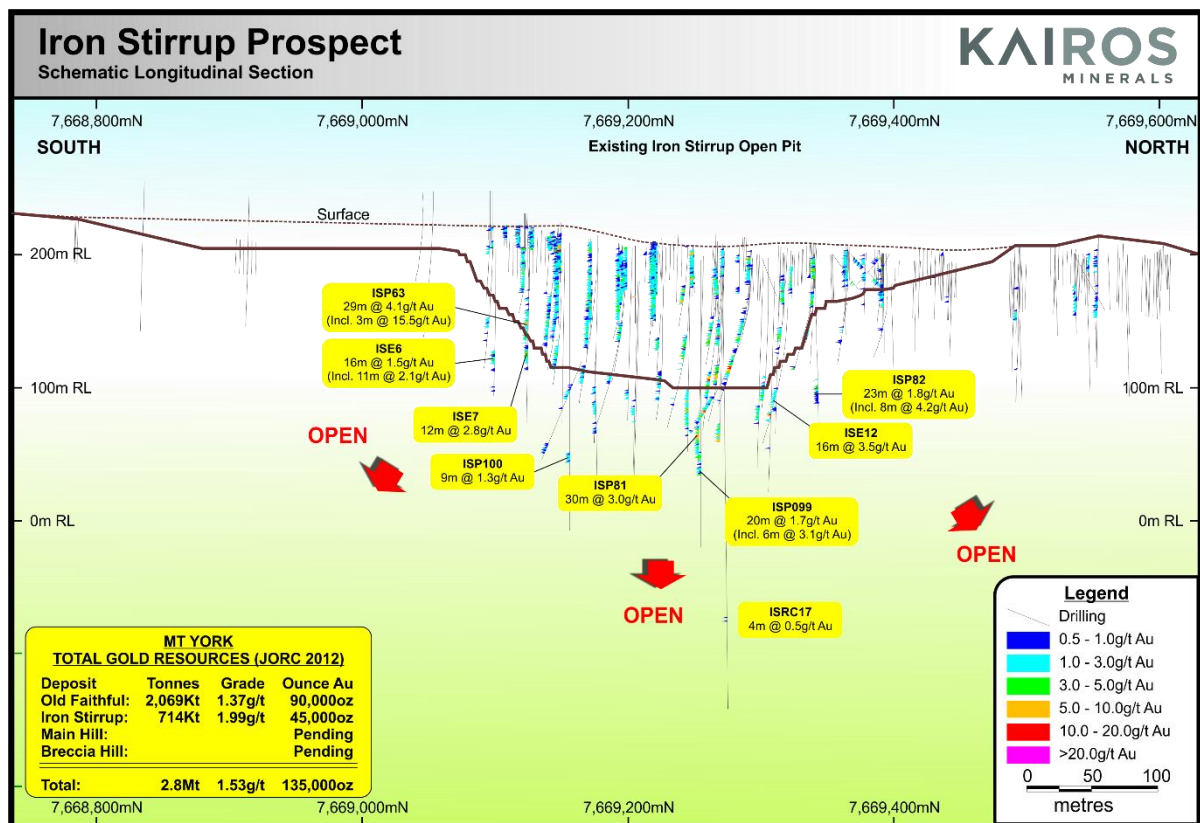 Iron Stirrup Prospect
Schematic Longitudinal Section
KAIROS
MINERALS
7,668,800mN 7,669,000mN 7,669,200mN 7,669,400mN 7,669,600mN
SOUTH Existing Iron Stirrup Open Pit NORTH
Surface
200m RL 200m RL
ISP63
29m @ 4.1g/t Au
(Incl. 3m @ 15.5g/t Au)
ISE6
16m @ 1.5g/t Au
(Incl. 11m @ 2.1g/t Au)
100m RL 100m RL
ISP82
23m @ 1.8g/t Au
(Incl. 8m @ 4.2g/t Au)
ISE7
12m @ 2.8g/t Au
ISE12
16m @ 3.5g/t Au
OPEN
ISP100
9m @ 1.3g/t Au
ISP81
30m @ 3.0g/t Au
ISP099
20m @ 1.7g/t Au
(Incl. 6m @ 3.1g/t Au)
0m RL 0m RL
OPEN
OPEN
ISRC17
4m @ 0.5g/t Au
MT YORK
TOTAL GOLD RESOURCES (JORC 2012)
Deposit Tonnes Grade Ounce Au
Old Faithful: 2,069Kt 1.37g/t 90,000oz
Iron Stirrup: 714Kt 1.99g/t 45,000oz
Main Hill: Pending
Breccia Hill: Pending
Total: 2.8Mt 1.53g/t 135,000oz
Legend
Drilling
0.5 - 1.0g/t Au
1.0 - 3.0g/t Au
3.0 - 5.0g/t Au
5.0 - 10.0g/t Au
10.0 - 20.0g/t Au
>20.0g/t Au
0 50 100
metres
7,668,800mN 7,669,000mN 7,669,200mN 7,669,400mN